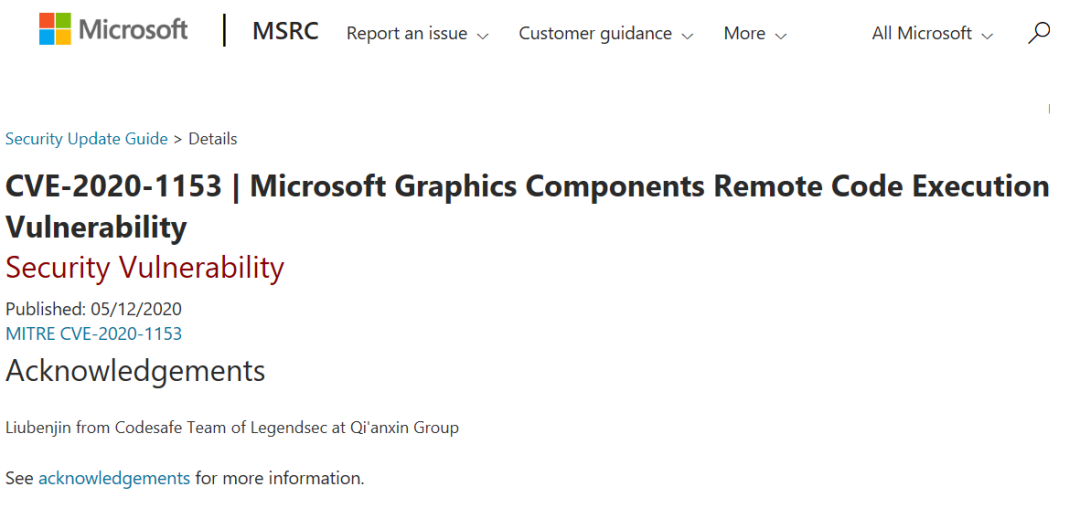 Microsoft MSRC Report an issue Customer guidance More All Microsoft
Security Update Guide > Details
CVE-2020-1153 | Microsoft Graphics Components Remote Code Execution
Vulnerability
Security Vulnerability
Published: 05/12/2020
MITRE CVE-2020-1153
Acknowledgements
Liubenjin from Codesafe Team of Legendsec at Qi'anxin Group
See acknowledgements for more information.